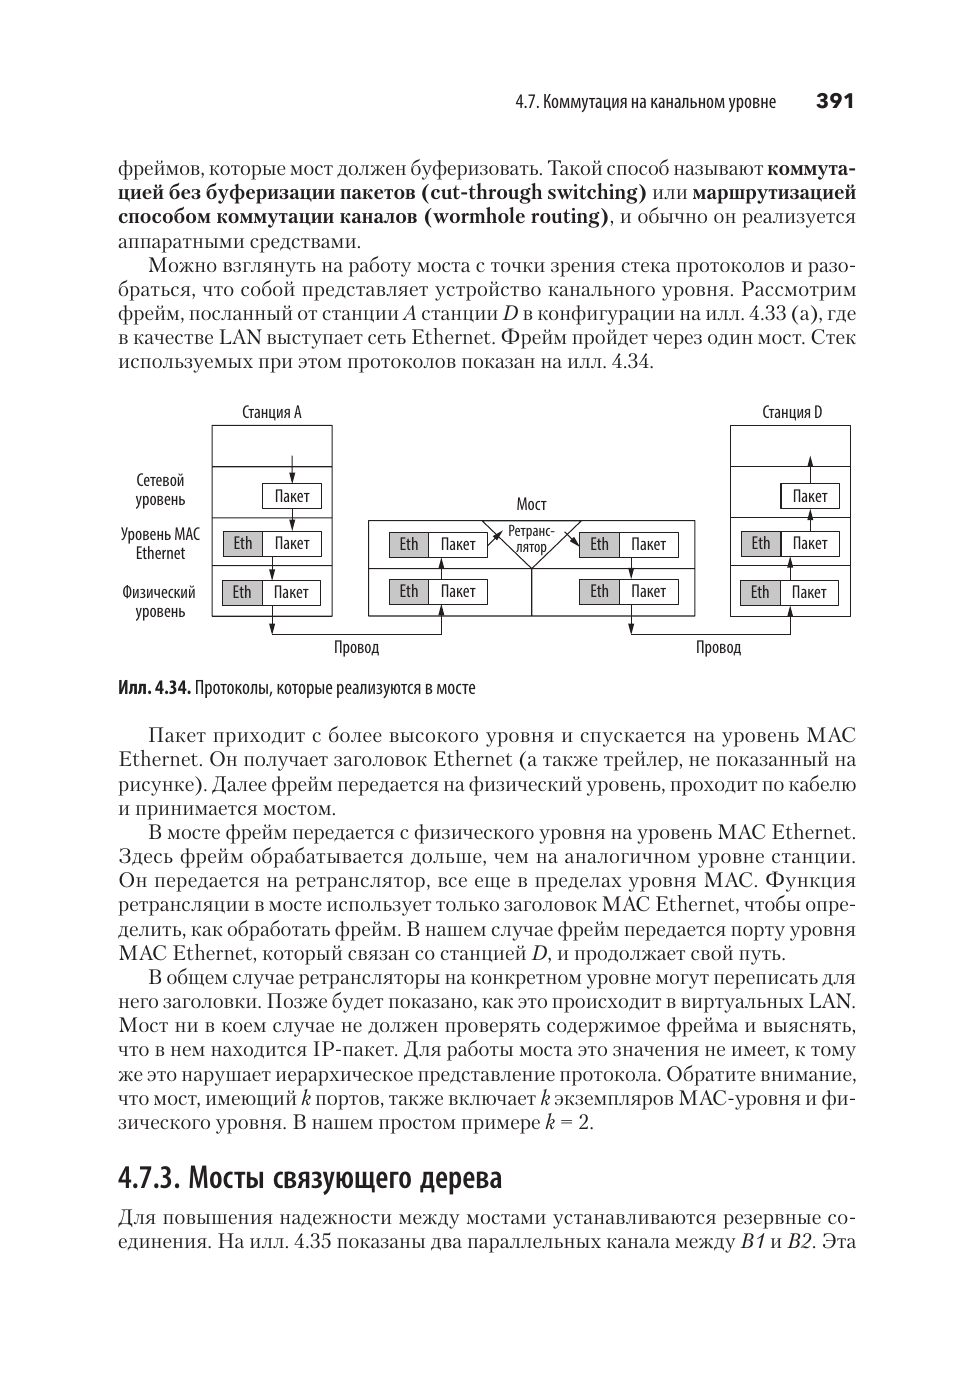 4.7. Коммутация на канальном уровне 391
фреймов, которые мост должен буферизовать. Такой способ называют коммута-
цией без буферизации пакетов (cut-through switching) или маршрутизацией
способом коммутации каналов (wormhole routing), и обычно он реализуется
аппаратными средствами.
Можно взглянуть на работу моста с точки зрения стека протоколов и разо-
браться, что собой представляет устройство канального уровня. Рассмотрим
фрейм, посланный от станции A станции D в конфигурации на илл. 4.33 (а), где
в качестве LAN выступает сеть Ethernet. Фрейм пройдет через один мост. Стек
используемых при этом протоколов показан на илл. 4.34.
Станция A
Станция D
Сетевой
уровень
Пакет
Пакет
Мост
Уровень MAC
Ethernet
Eth Пакет
Eth Пакет
Ретранс-
лятор
Eth Пакет
Eth Пакет
Физический
уровень
Eth Пакет
Eth Пакет
Eth Пакет
Eth Пакет
Провод
Провод
Илл. 4.34. Протоколы, которые реализуются в мосте
Пакет приходит с более высокого уровня и спускается на уровень MAC
Ethernet. Он получает заголовок Ethernet (а также трейлер, не показанный на
рисунке). Далее фрейм передается на физический уровень, проходит по кабелю
и принимается мостом.
В мосте фрейм передается с физического уровня на уровень MAC Ethernet.
Здесь фрейм обрабатывается дольше, чем на аналогичном уровне станции.
Он передается на ретранслятор, все еще в пределах уровня MAC. Функция
ретрансляции в мосте использует только заголовок MAC Ethernet, чтобы опре-
делить, как обработать фрейм. В нашем случае фрейм передается порту уровня
MAC Ethernet, который связан со станцией D, и продолжает свой путь.
В общем случае ретрансляторы на конкретном уровне могут переписать для
него заголовки. Позже будет показано, как это происходит в виртуальных LAN.
Мост ни в коем случае не должен проверять содержимое фрейма и выяснять,
что в нем находится IP-пакет. Для работы моста это значения не имеет, к тому
же это нарушает иерархическое представление протокола. Обратите внимание,
что мост, имеющий k портов, также включает k экземпляров MAC-уровня и фи-
зического уровня. В нашем простом примере k = 2.
4.7.3. Мосты связующего дерева
Для повышения надежности между мостами устанавливаются резервные со-
единения. На илл. 4.35 показаны два параллельных канала между B1 и B2. Эта